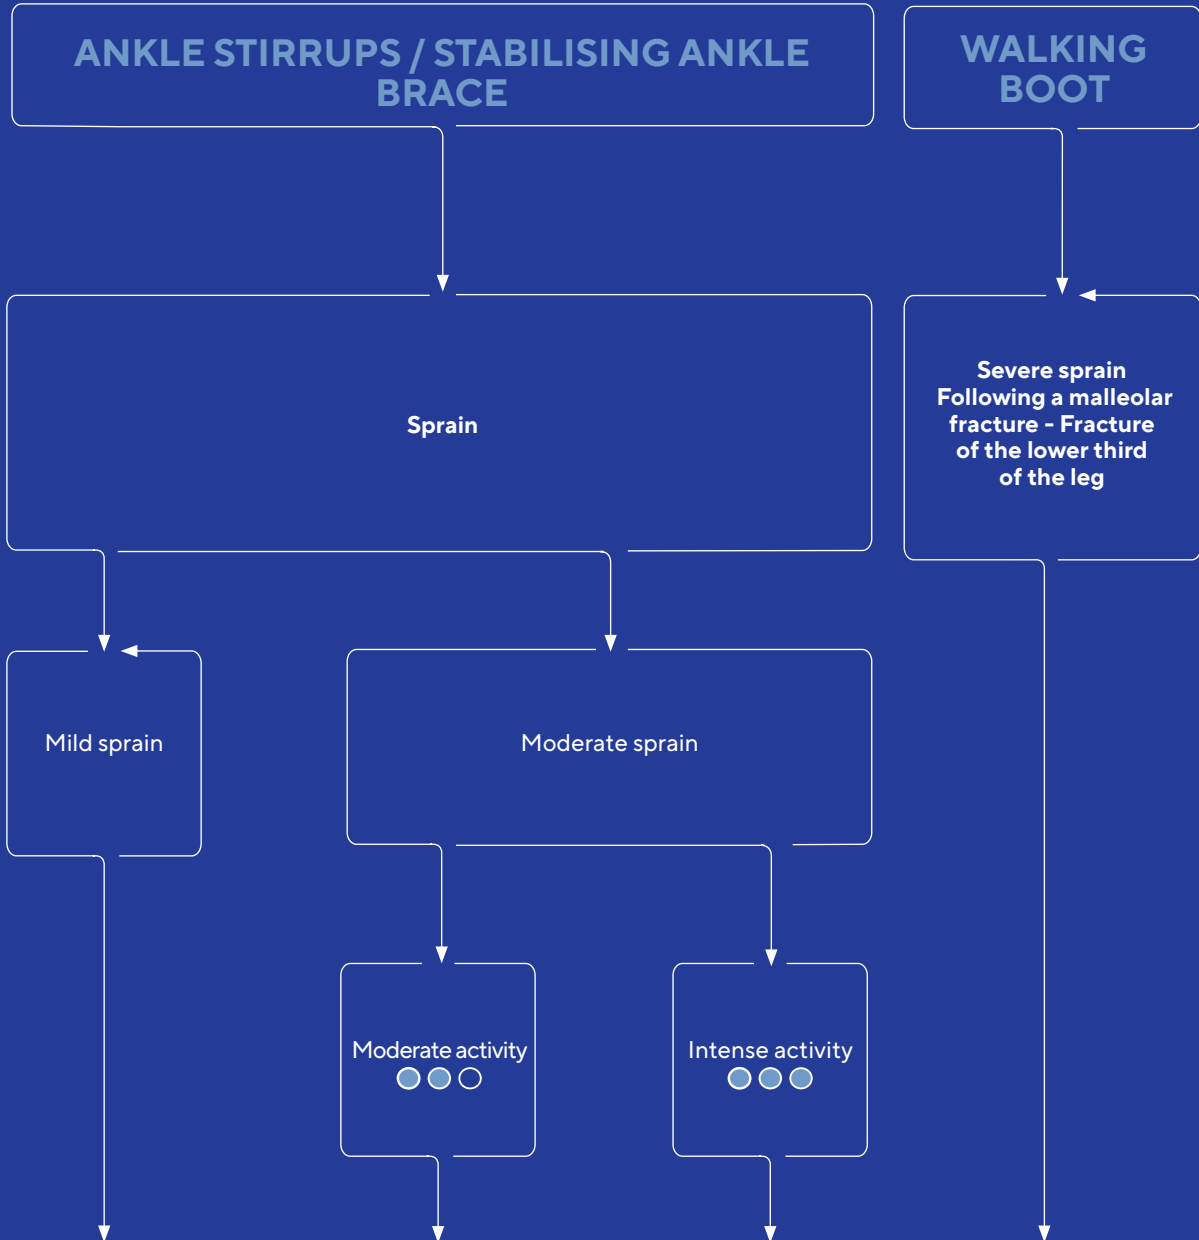 ANKLE STIRRUPS / STABILISING ANKLE
BRACE
WALKING
BOOT
Sprain
Severe sprain
Following a malleolar
fracture - Fracture
of the lower third
of the leg
Mild sprain
Moderate sprain
Moderate activity
Intense activity